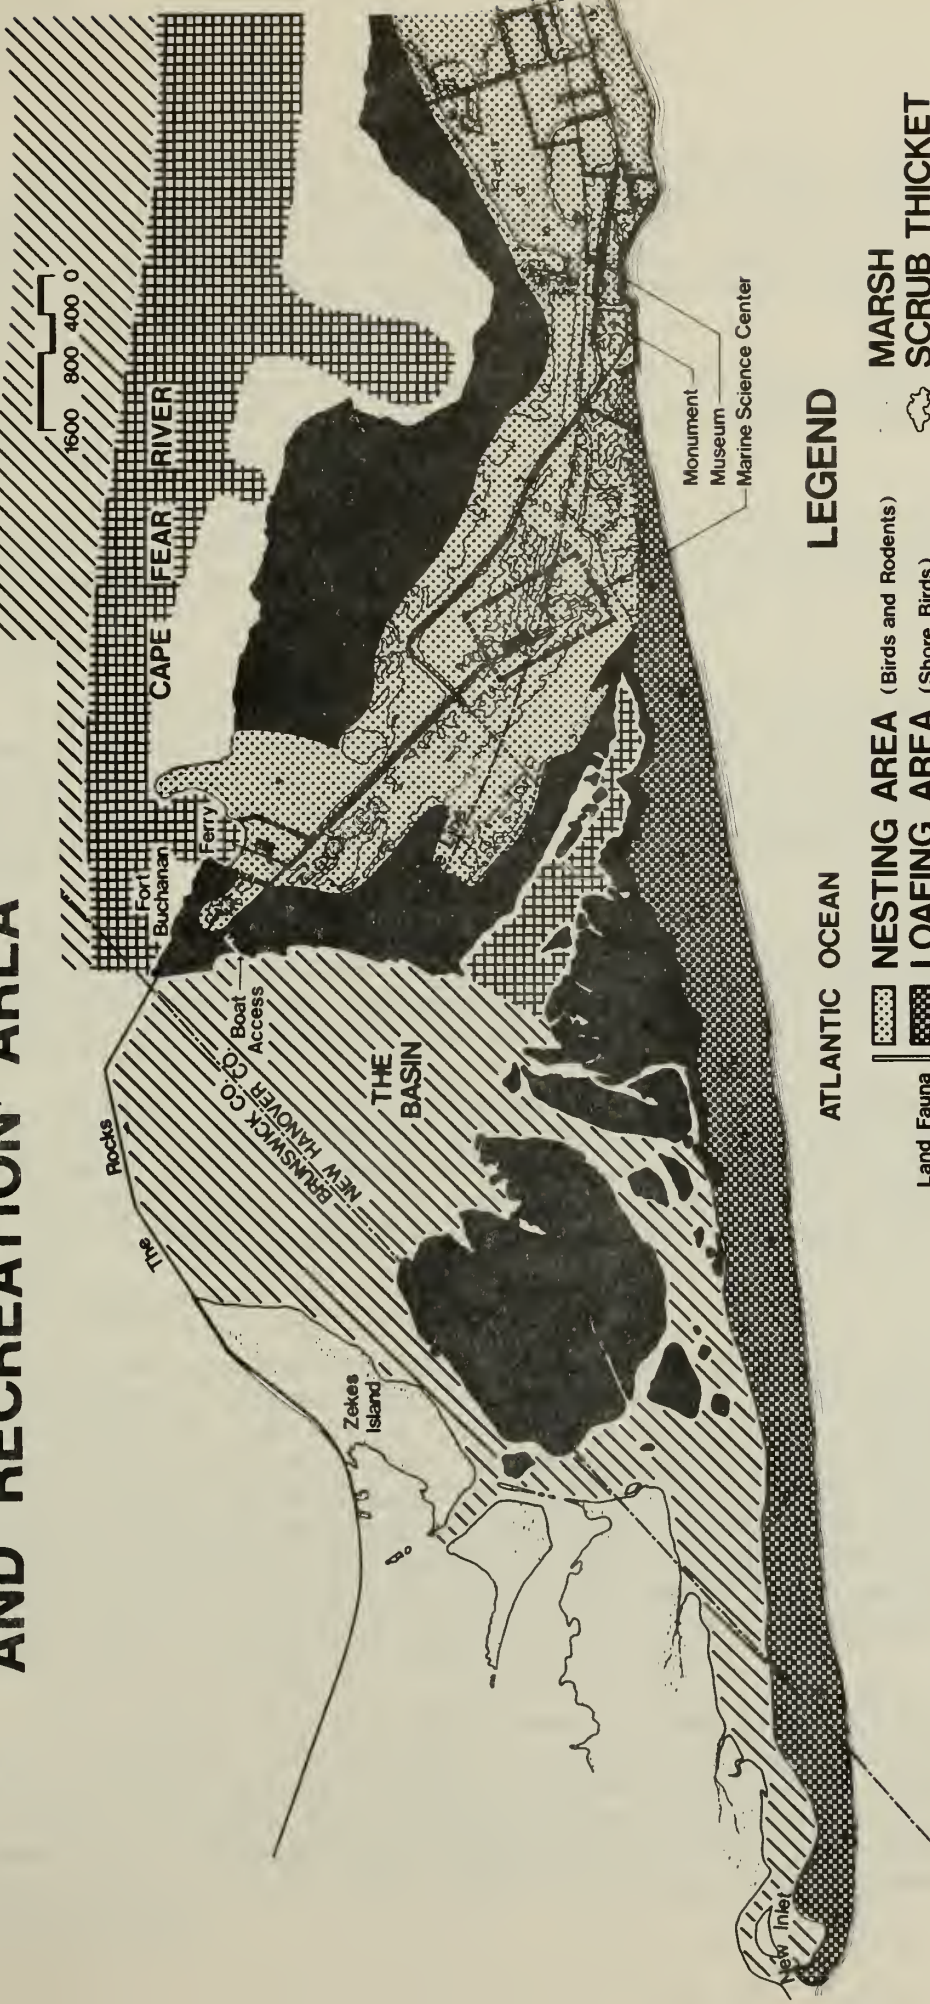 AND RECREATION AREA
1600 800 400 0
CAPE FEAR RIVER
Fort
Buchanan
Ferry
Boat
Access
The Rocks
BRUNSWICK CO.
NEW HANOVER CO.
THE
BASIN
Zekes
Island
New Inlet
Monument
Museum
Marine Science Center
ATLANTIC OCEAN
LEGEND
NESTING AREA (Birds and Rodents)
LOAFING AREA (Shore Birds)
Land Fauna
MARSH
SCRUB THICKET